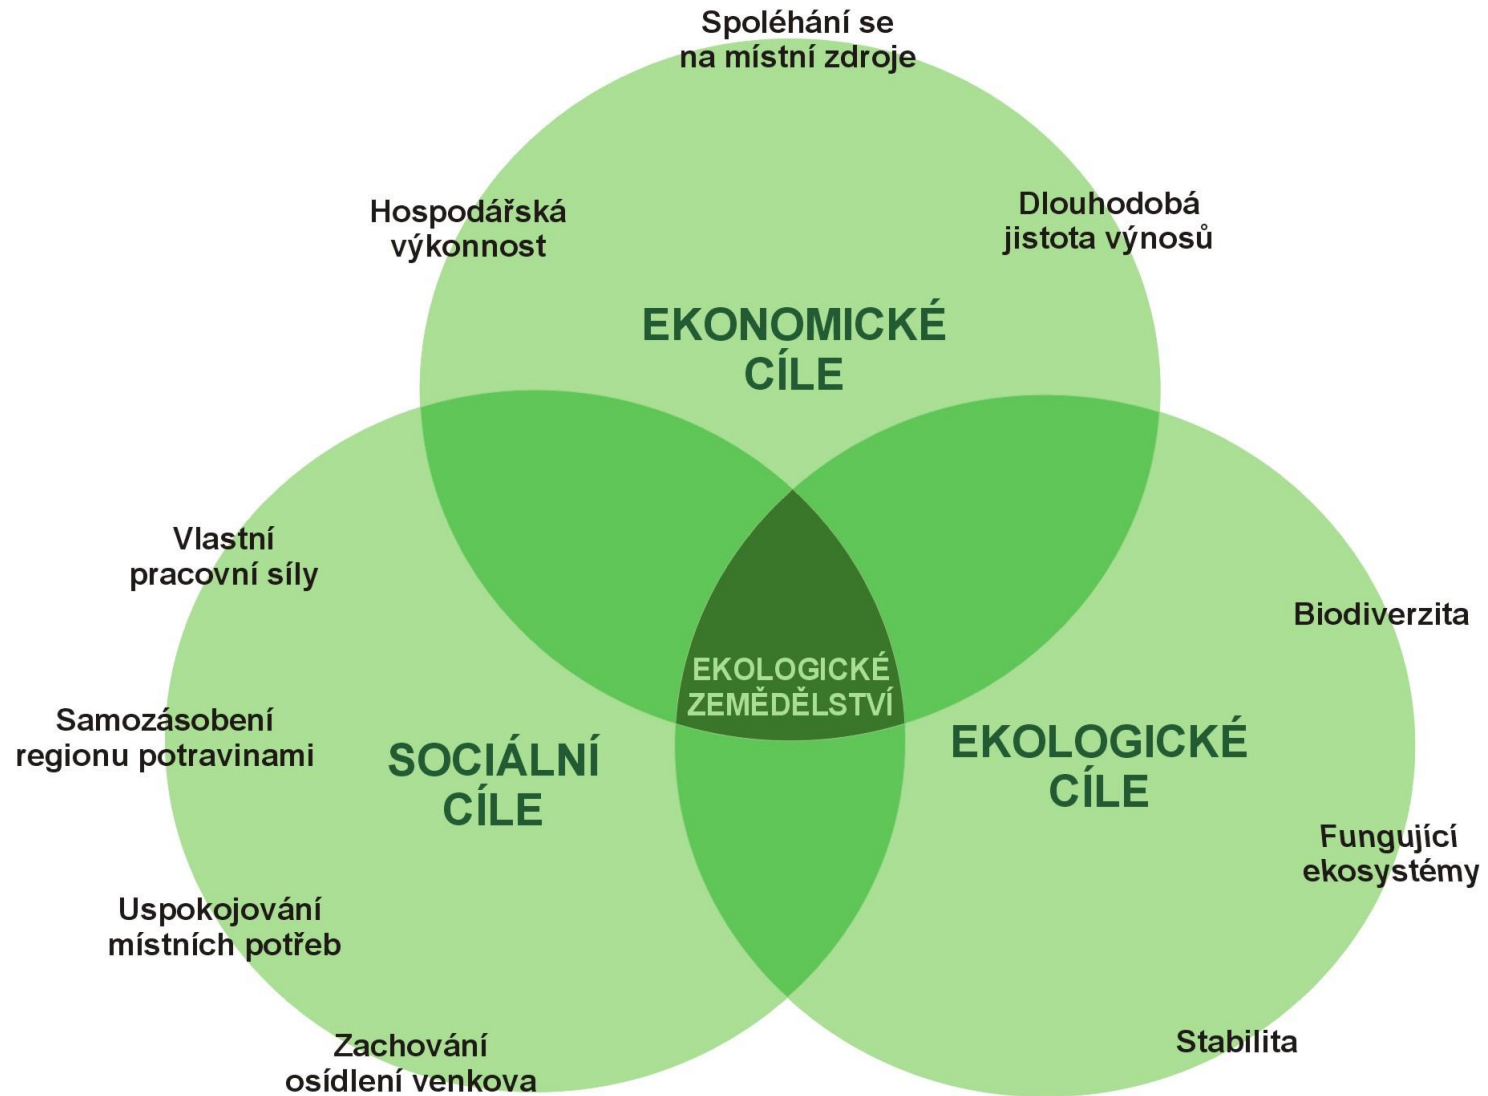 Spoléhání se
na místní zdroje
Hospodářská
výkonnost
Dlouhodobá
jistota výnosů
EKONOMICKÉ
CÍLE
Vlastní
pracovní síly
Biodiverzita
EKOLOGICKÉ
ZEMĚDĚLSTVÍ
Samozásobení
regionu potravinami
SOCIÁLNÍ
CÍLE
EKOLOGICKÉ
CÍLE
Fungující
ekosystémy
Uspokojování
místních potřeb
Zachování
osídlení venkova
Stabilita